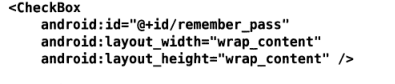 <CheckBox
    android:id="@+id/remember_pass"
    android:layout_width="wrap_content"
    android:layout_height="wrap_content" />